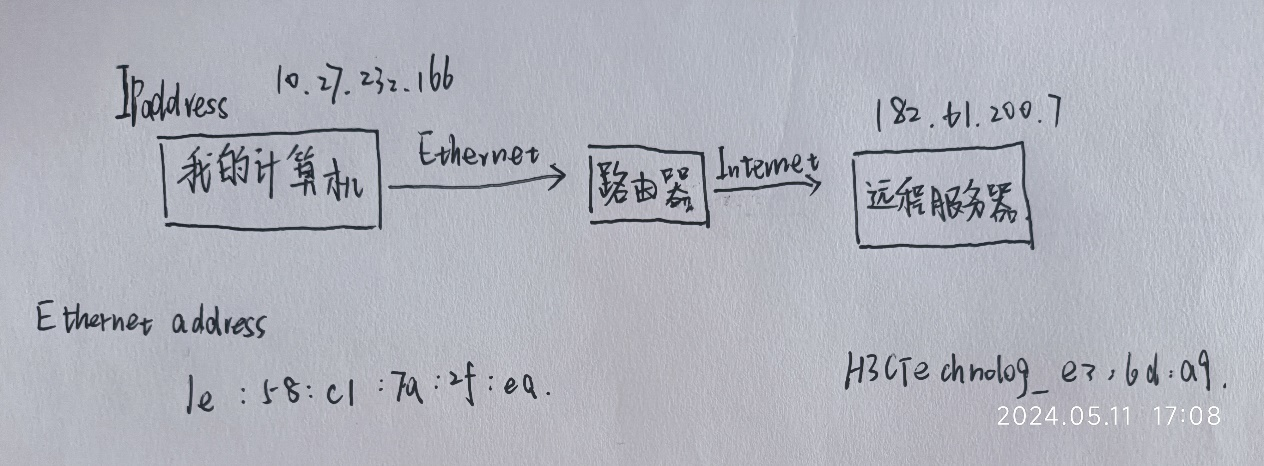 IP address 10.27.232.166
182.61.200.7
我的计算机 Ethernet 路由器 Internet 远程服务器
Ethernet address
1e:58:c1:7a:2f:ea.
H3CTechnolog_e3:6d:a9.
2024.05.11 17:08